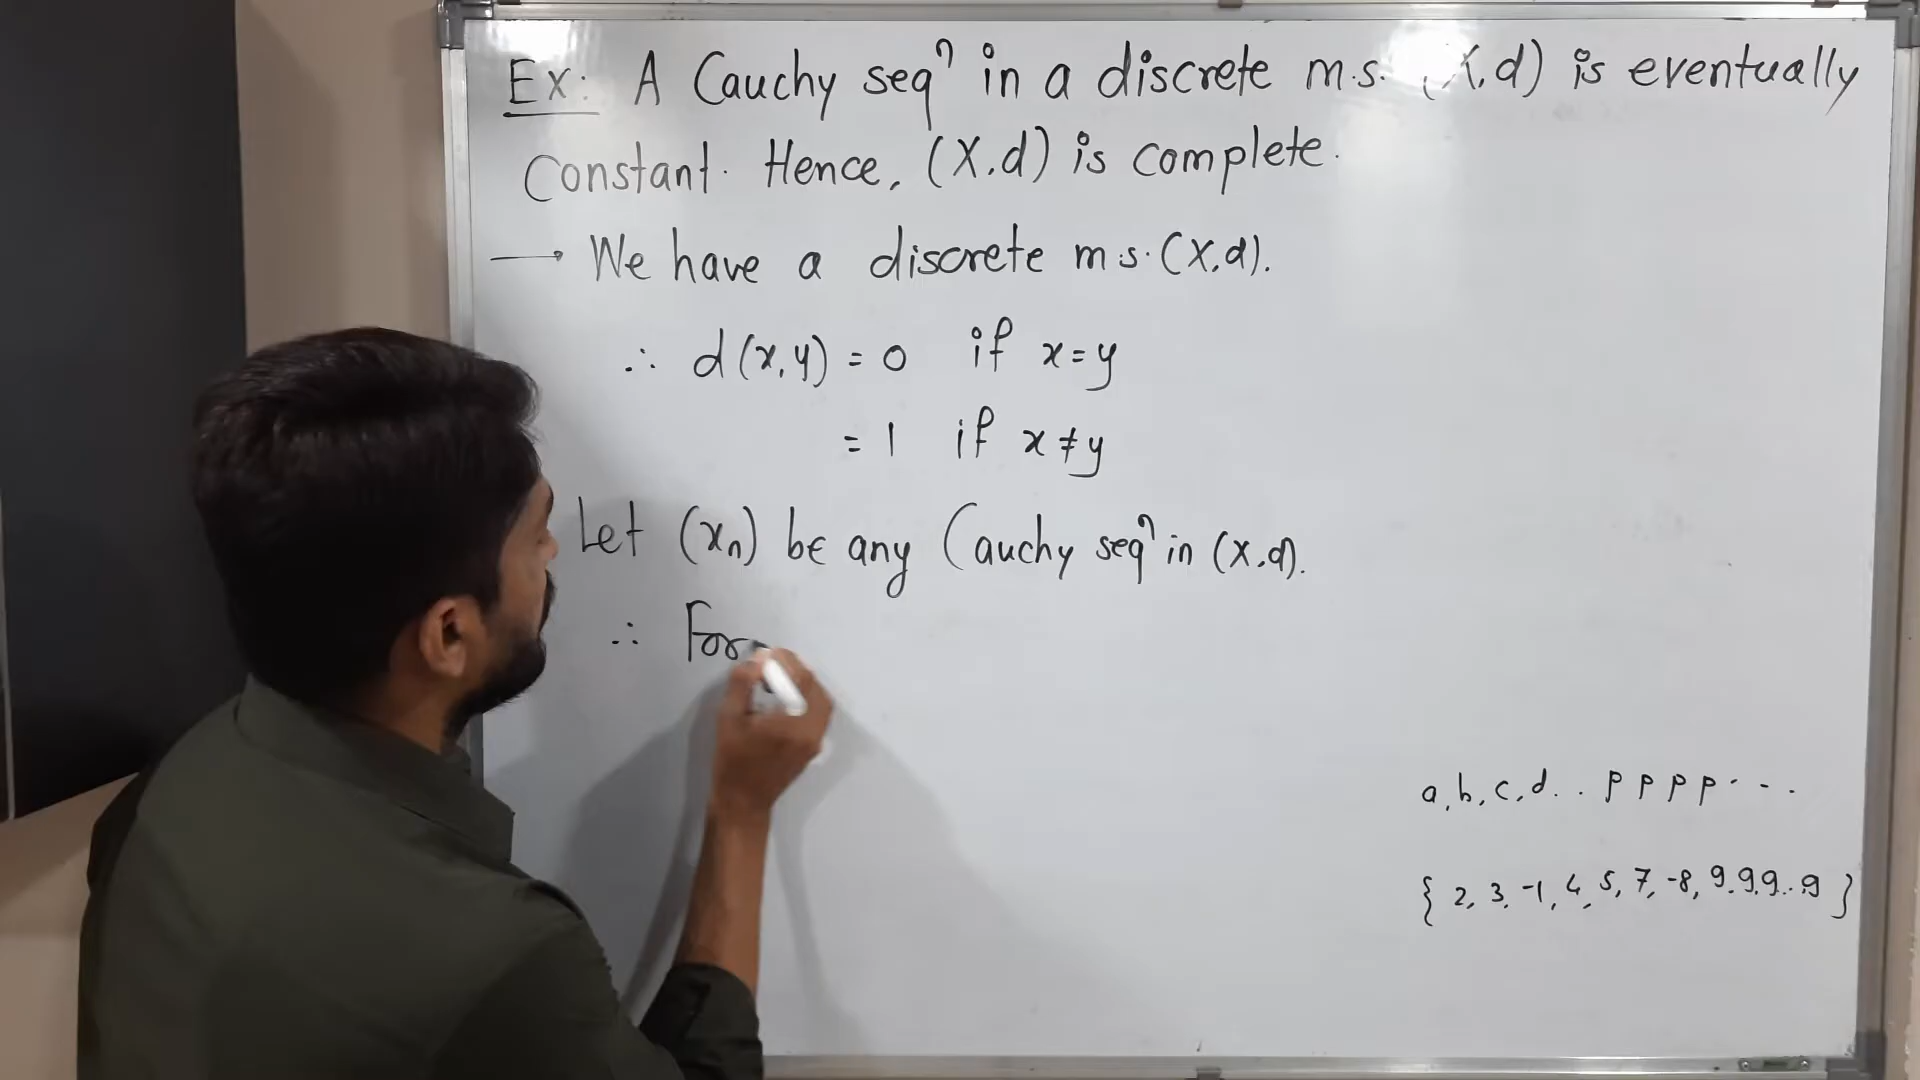 Ex: A Cauchy seqⁿ in a discrete m.s. (X,d) is eventually
Constant. Hence, (X,d) is complete.
→ We have a discrete m.s. (X,d).
∴ d(x,y) = 0 if x=y
= 1 if x≠y
Let (xₙ) be any Cauchy seqⁿ in (X,d).
∴ For
a, b, c, d . . p p p p . . .
{ 2, 3, -1, 4, 5, 7, -8, 9, 9, 9 .. 9 }